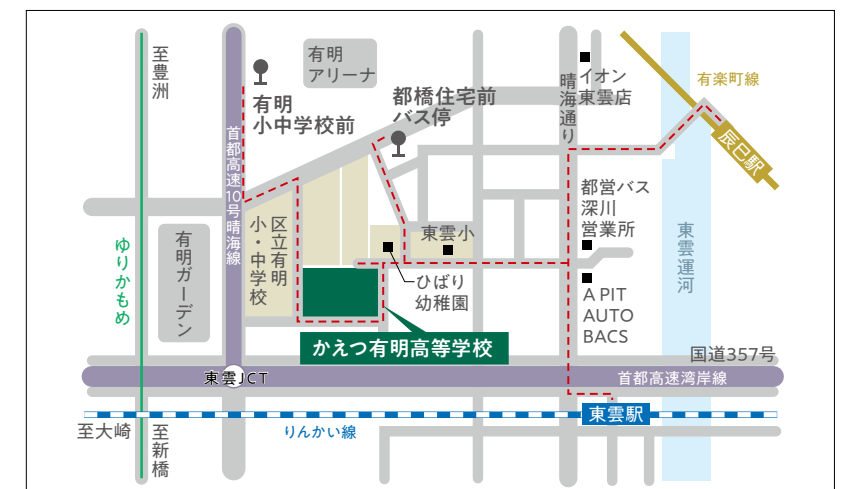 至豊洲
有明
アリーナ
有明
小中学校前
都橋住宅前
バス停
イオン
東雲店
晴海通り
有楽町線
辰巳駅
首都高速10号晴海線
都営バス
深川
営業所
ゆりかもめ
有明ガーデン
区立有明
小・中学校
東雲小
東雲運河
ひばり
幼稚園
A PIT
AUTO
BACS
かえつ有明高等学校
国道357号
東雲JCT
首都高速湾岸線
東雲駅
至大崎
至新橋
りんかい線